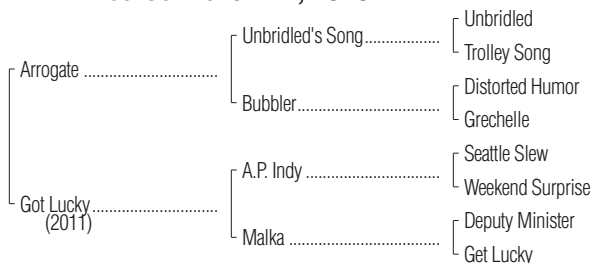 Unbridled
Unbridled's Song
Trolley Song
Arrogate
Distorted Humor
Bubbler
Grechelle
Seattle Slew
A.P. Indy
Weekend Surprise
Got Lucky
(2011)
Deputy Minister
Malka
Get Lucky